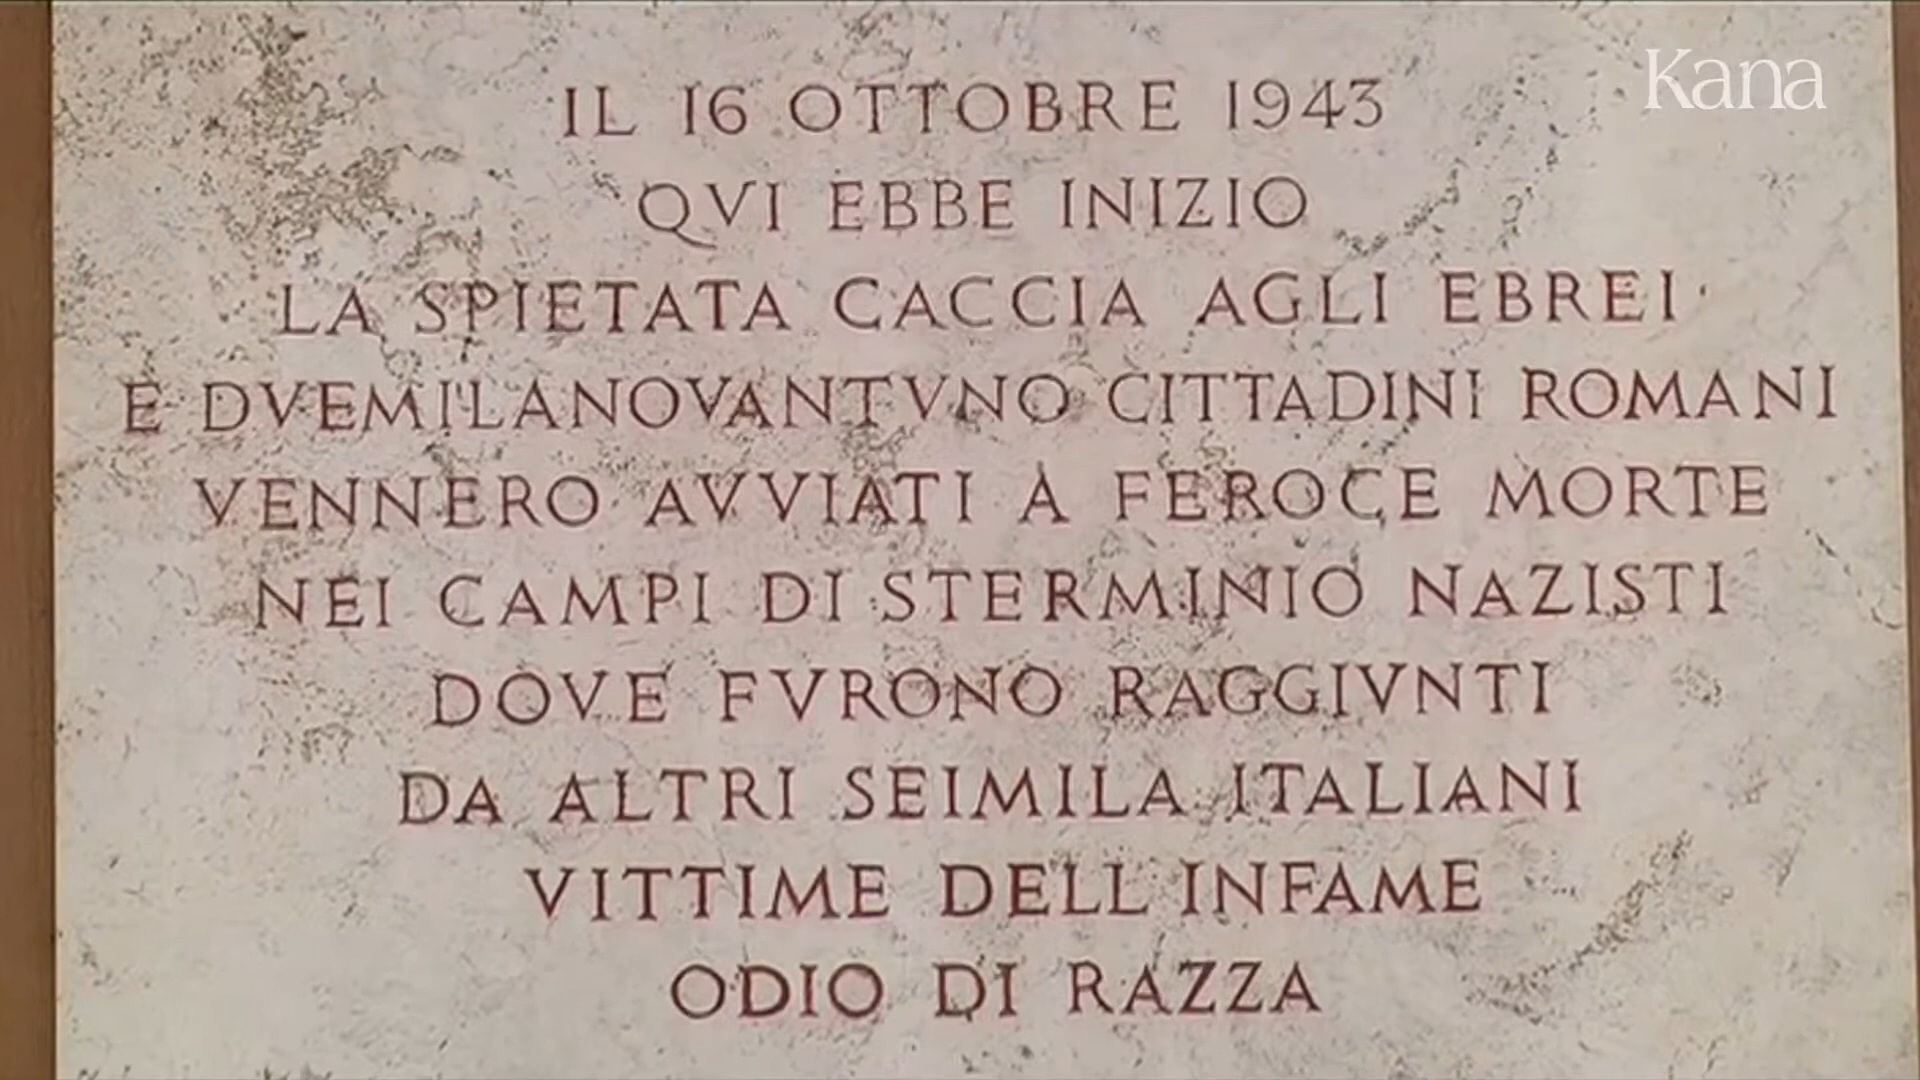 Kana
IL 16 OTTOBRE 1943
QVI EBBE INIZIO
LA SPIETATA CACCIA AGLI EBREI
E DVEMILANOVANTVNO CITTADINI ROMANI
VENNERO AVVIATI A FEROCE MORTE
NEI CAMPI DI STERMINIO NAZISTI
DOVE FVRONO RAGGIVNTI
DA ALTRI SEIMILA ITALIANI
VITTIME DELL INFAME
ODIO DI RAZZA